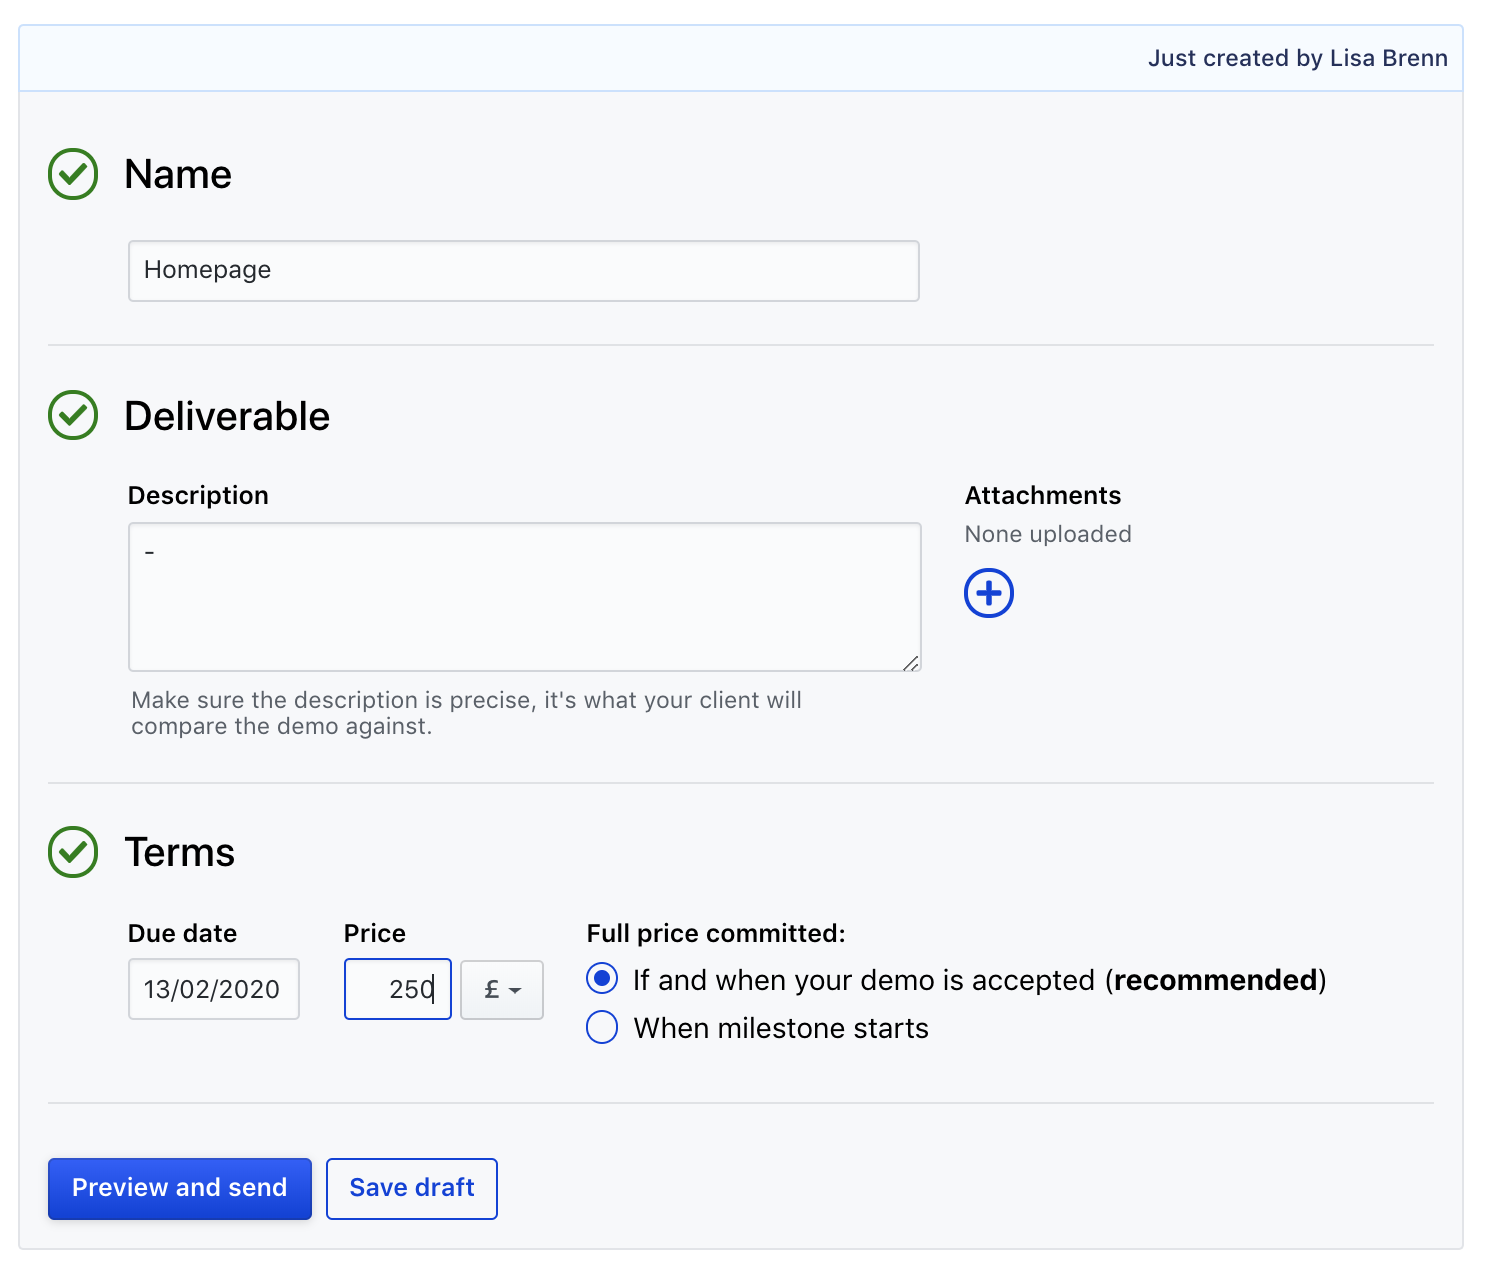 Just created by Lisa Brenn
Name
Homepage
Deliverable
Description
Attachments
-
None uploaded
Make sure the description is precise, it's what your client will
compare the demo against.
Terms
Due date
Price
Full price committed:
13/02/2020
250
£
If and when your demo is accepted (recommended)
When milestone starts
Preview and send
Save draft